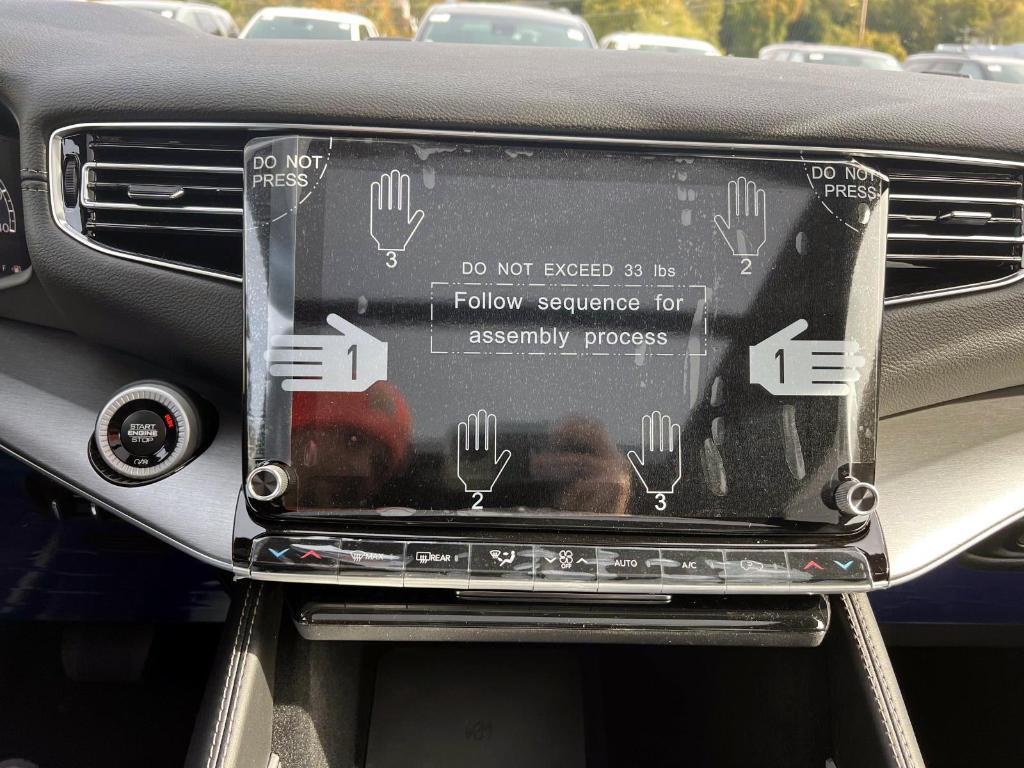 DO NOT
PRESS
DO NOT
PRESS
3
2
DO NOT EXCEED 33 lbs
Follow sequence for
assembly process
1
1
2
3
START
ENGINE
STOP
RUN
MAX
REAR
OFF
AUTO
A/C